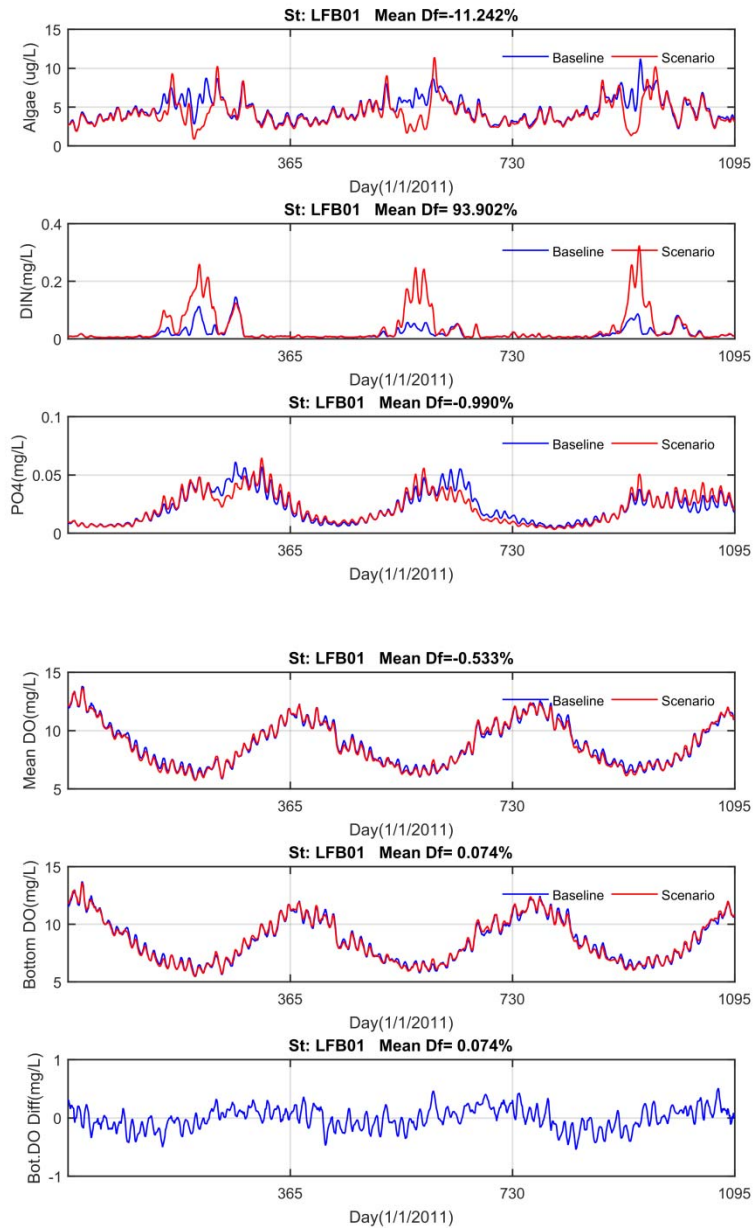 St: LFB01 Mean Df=-11.242%
15
10
5
0
Algae (ug/L)
Baseline Scenario
365 730 1095
Day(1/1/2011)
St: LFB01 Mean Df= 93.902%
0.4
0.2
0
DIN(mg/L)
Baseline Scenario
365 730 1095
Day(1/1/2011)
St: LFB01 Mean Df=-0.990%
0.1
0.05
0
PO4(mg/L)
Baseline Scenario
365 730 1095
Day(1/1/2011)
St: LFB01 Mean Df=-0.533%
15
10
5
Mean DO(mg/L)
Baseline Scenario
365 730 1095
Day(1/1/2011)
St: LFB01 Mean Df= 0.074%
15
10
5
Bottom DO(mg/L)
Baseline Scenario
365 730 1095
Day(1/1/2011)
St: LFB01 Mean Df= 0.074%
1
0
-1
Bot.DO Diff(mg/L)
365 730 1095
Day(1/1/2011)